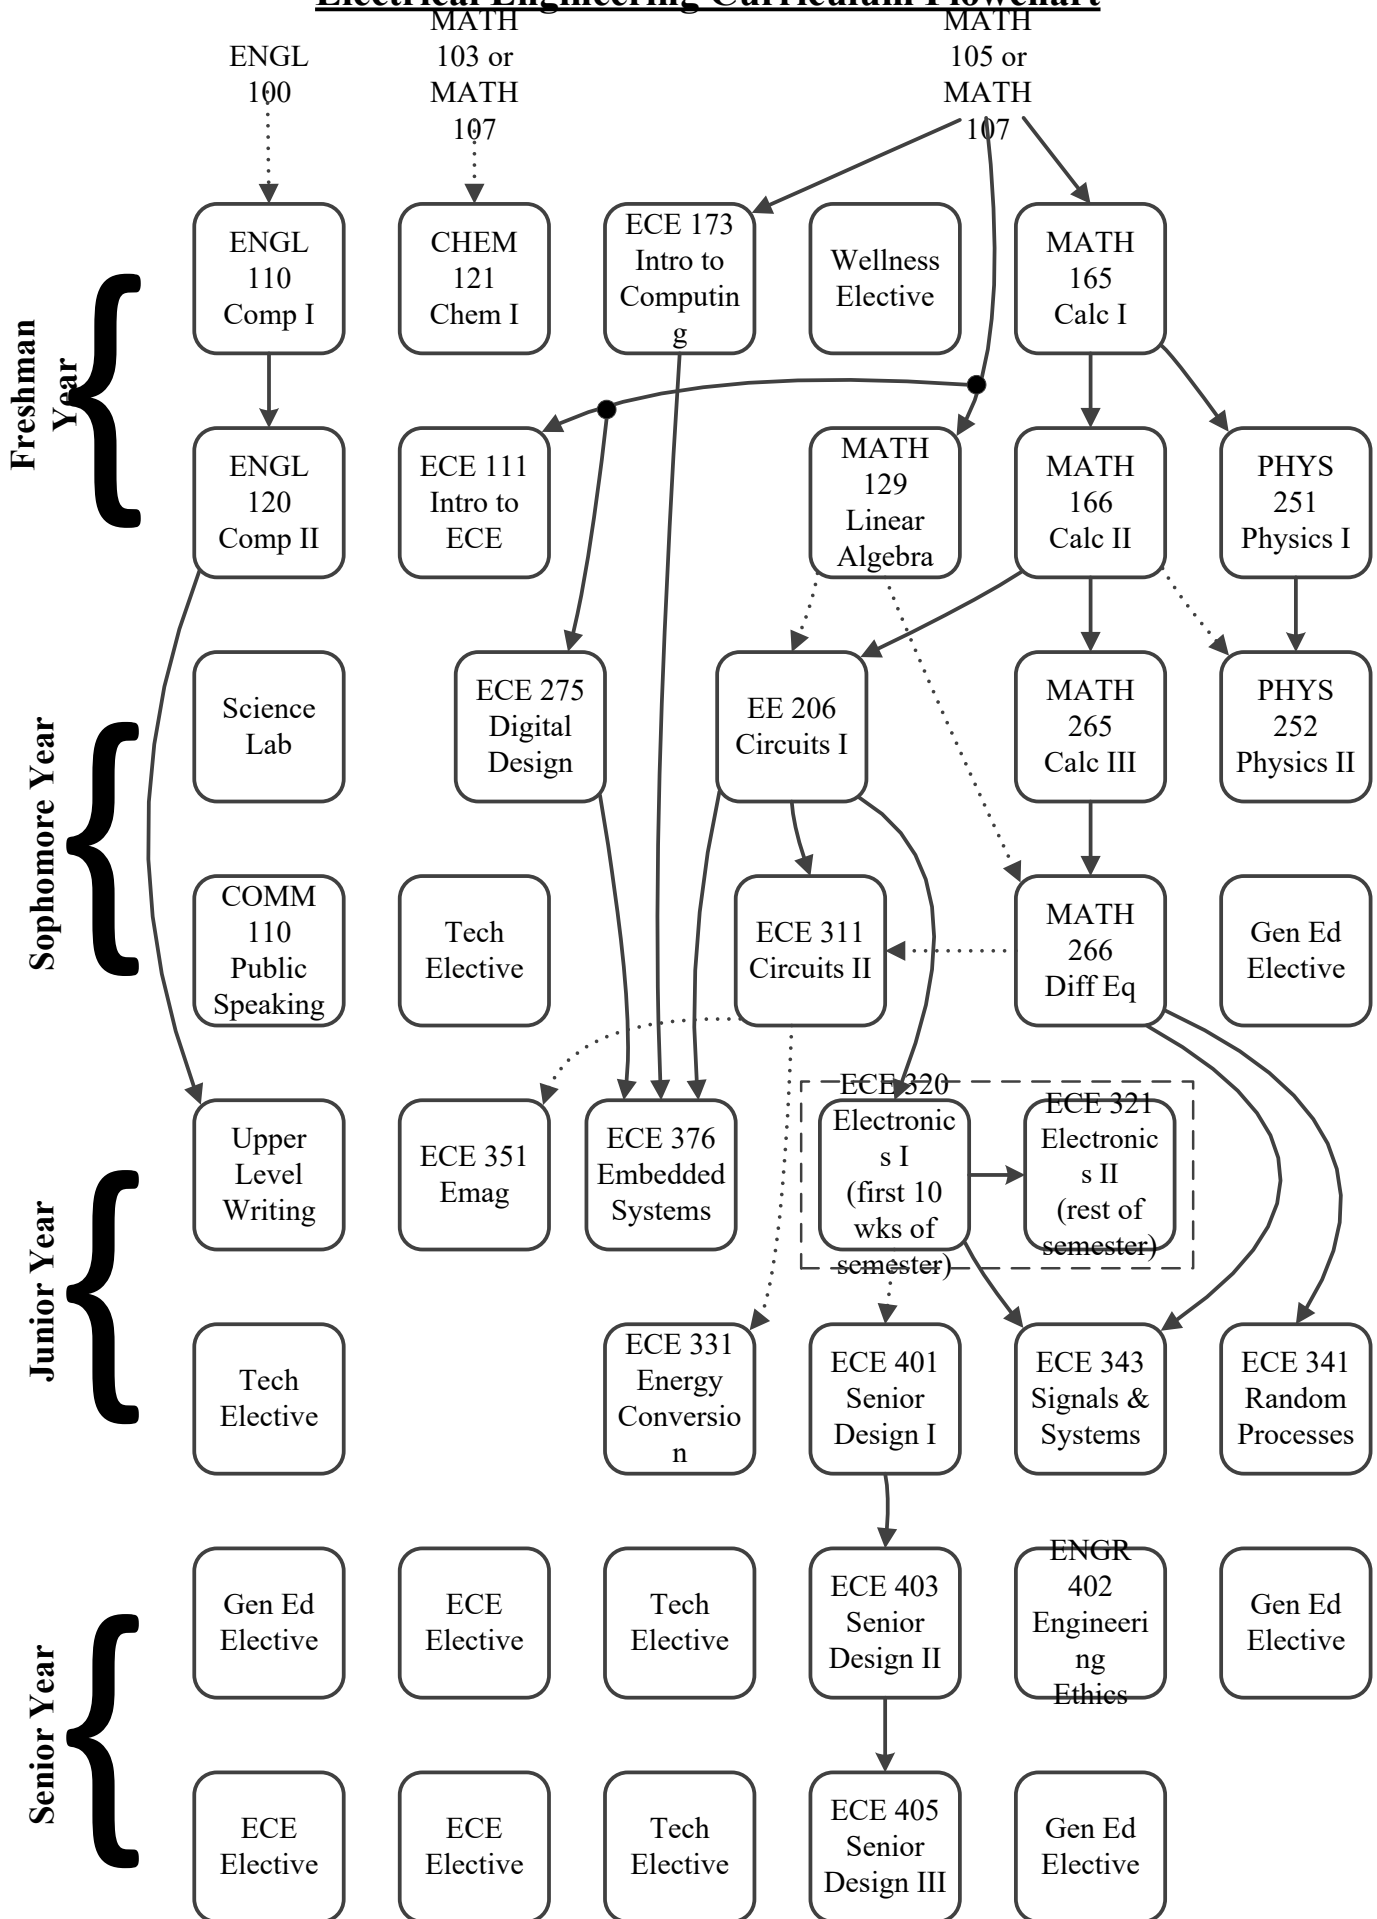 Electrical Engineering Curriculum Flowchart
ENGL
100
MATH
103 or
MATH
107
MATH
105 or
MATH
107
Freshman
Year
ENGL
110
Comp I
CHEM
121
Chem I
ECE 173
Intro to
Computin
g
Wellness
Elective
MATH
165
Calc I
ENGL
120
Comp II
ECE 111
Intro to
ECE
MATH
129
Linear
Algebra
MATH
166
Calc II
PHYS
251
Physics I
Sophomore Year
Science
Lab
ECE 275
Digital
Design
EE 206
Circuits I
MATH
265
Calc III
PHYS
252
Physics II
COMM
110
Public
Speaking
Tech
Elective
ECE 311
Circuits II
MATH
266
Diff Eq
Gen Ed
Elective
Junior Year
Upper
Level
Writing
ECE 351
Emag
ECE 376
Embedded
Systems
ECE 320
Electronic
s I
(first 10
wks of
semester)
ECE 321
Electronic
s II
(rest of
semester)
Tech
Elective
ECE 331
Energy
Conversio
n
ECE 401
Senior
Design I
ECE 343
Signals &
Systems
ECE 341
Random
Processes
Senior Year
Gen Ed
Elective
ECE
Elective
Tech
Elective
ECE 403
Senior
Design II
ENGR
402
Engineeri
ng
Ethics
Gen Ed
Elective
ECE
Elective
ECE
Elective
Tech
Elective
ECE 405
Senior
Design III
Gen Ed
Elective